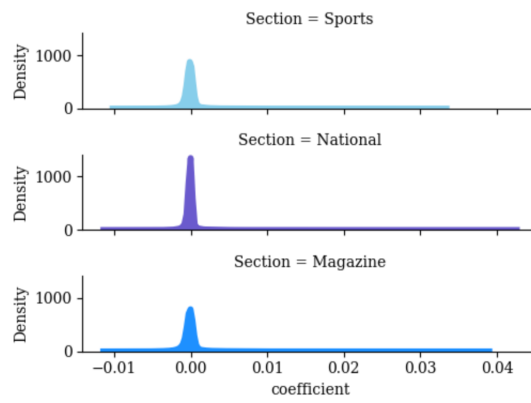 Section = Sports
1000
Density
0
Section = National
1000
Density
0
Section = Magazine
1000
Density
0
−0.01 0.00 0.01 0.02 0.03 0.04
coefficient